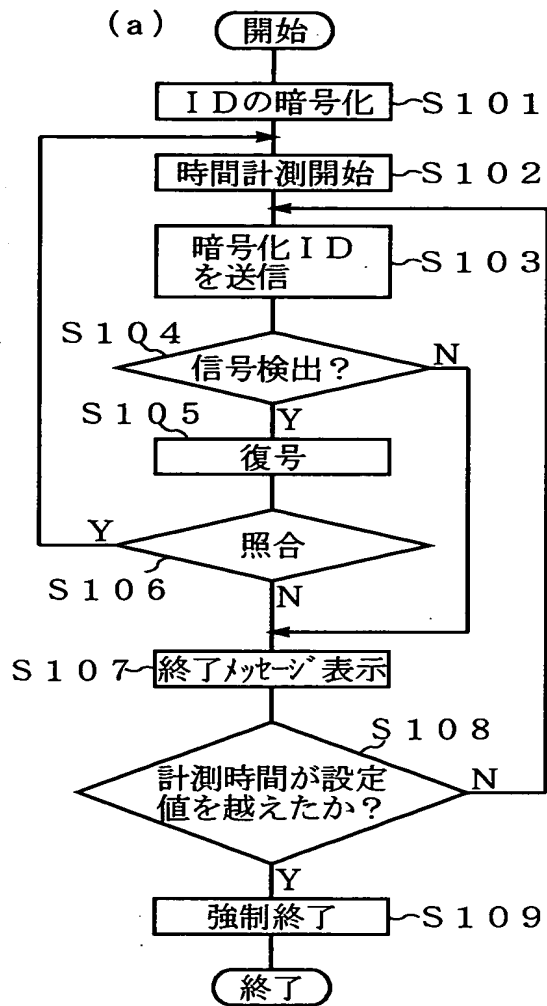 (a)
開始
IDの暗号化
S101
時間計測開始
S102
暗号化ID
を送信
S103
S104
信号検出?
N
Y
S105
復号
Y
照合
S106
N
S107
終了メッセージ表示
S108
計測時間が設定
値を越えたか?
N
Y
強制終了
S109
終了